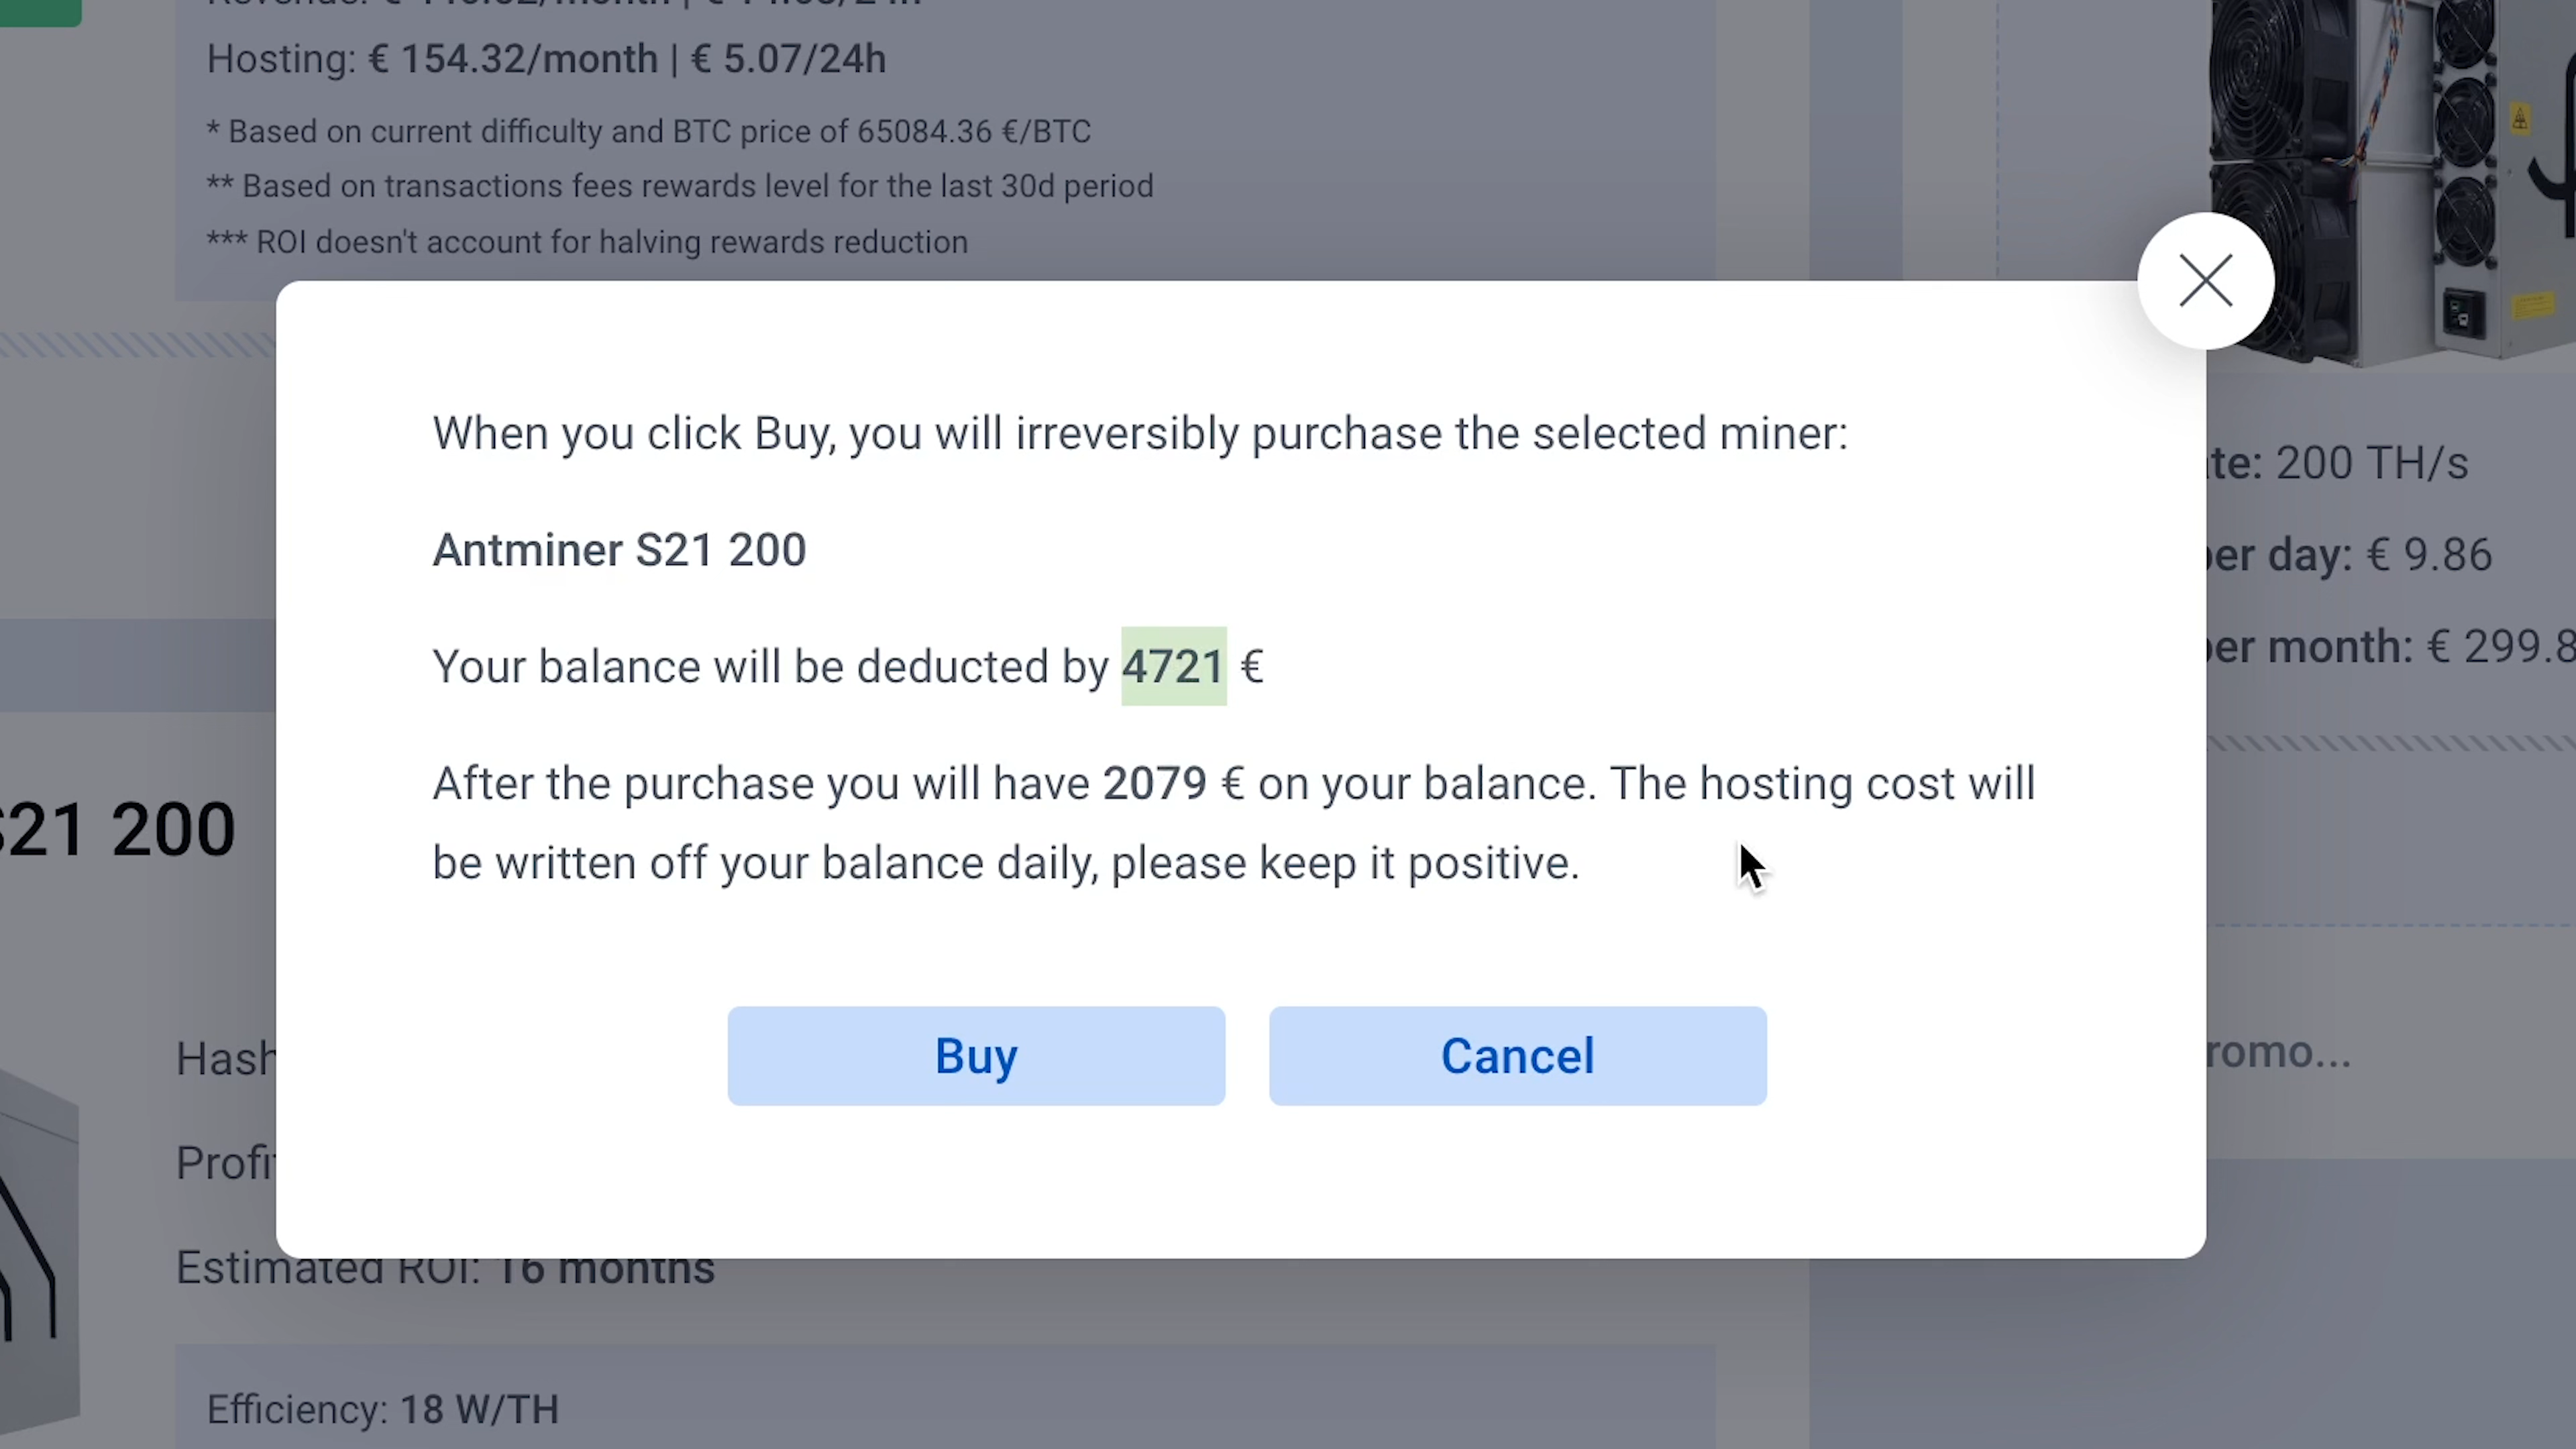 Hosting: € 154.32/month | € 5.07/24h
* Based on current difficulty and BTC price of 65084.36 €/BTC
** Based on transactions fees rewards level for the last 30d period
*** ROI doesn't account for halving rewards reduction
When you click Buy, you will irreversibly purchase the selected miner:
te: 200 TH/s
Antminer S21 200
er day: € 9.86
Your balance will be deducted by 4721 €
er month: € 299.8
After the purchase you will have 2079 € on your balance. The hosting cost will
be written off your balance daily, please keep it positive.
S21 200
Buy
Cancel
romo...
Hash
Profi
Estimated ROI: 16 months
Efficiency: 18 W/TH